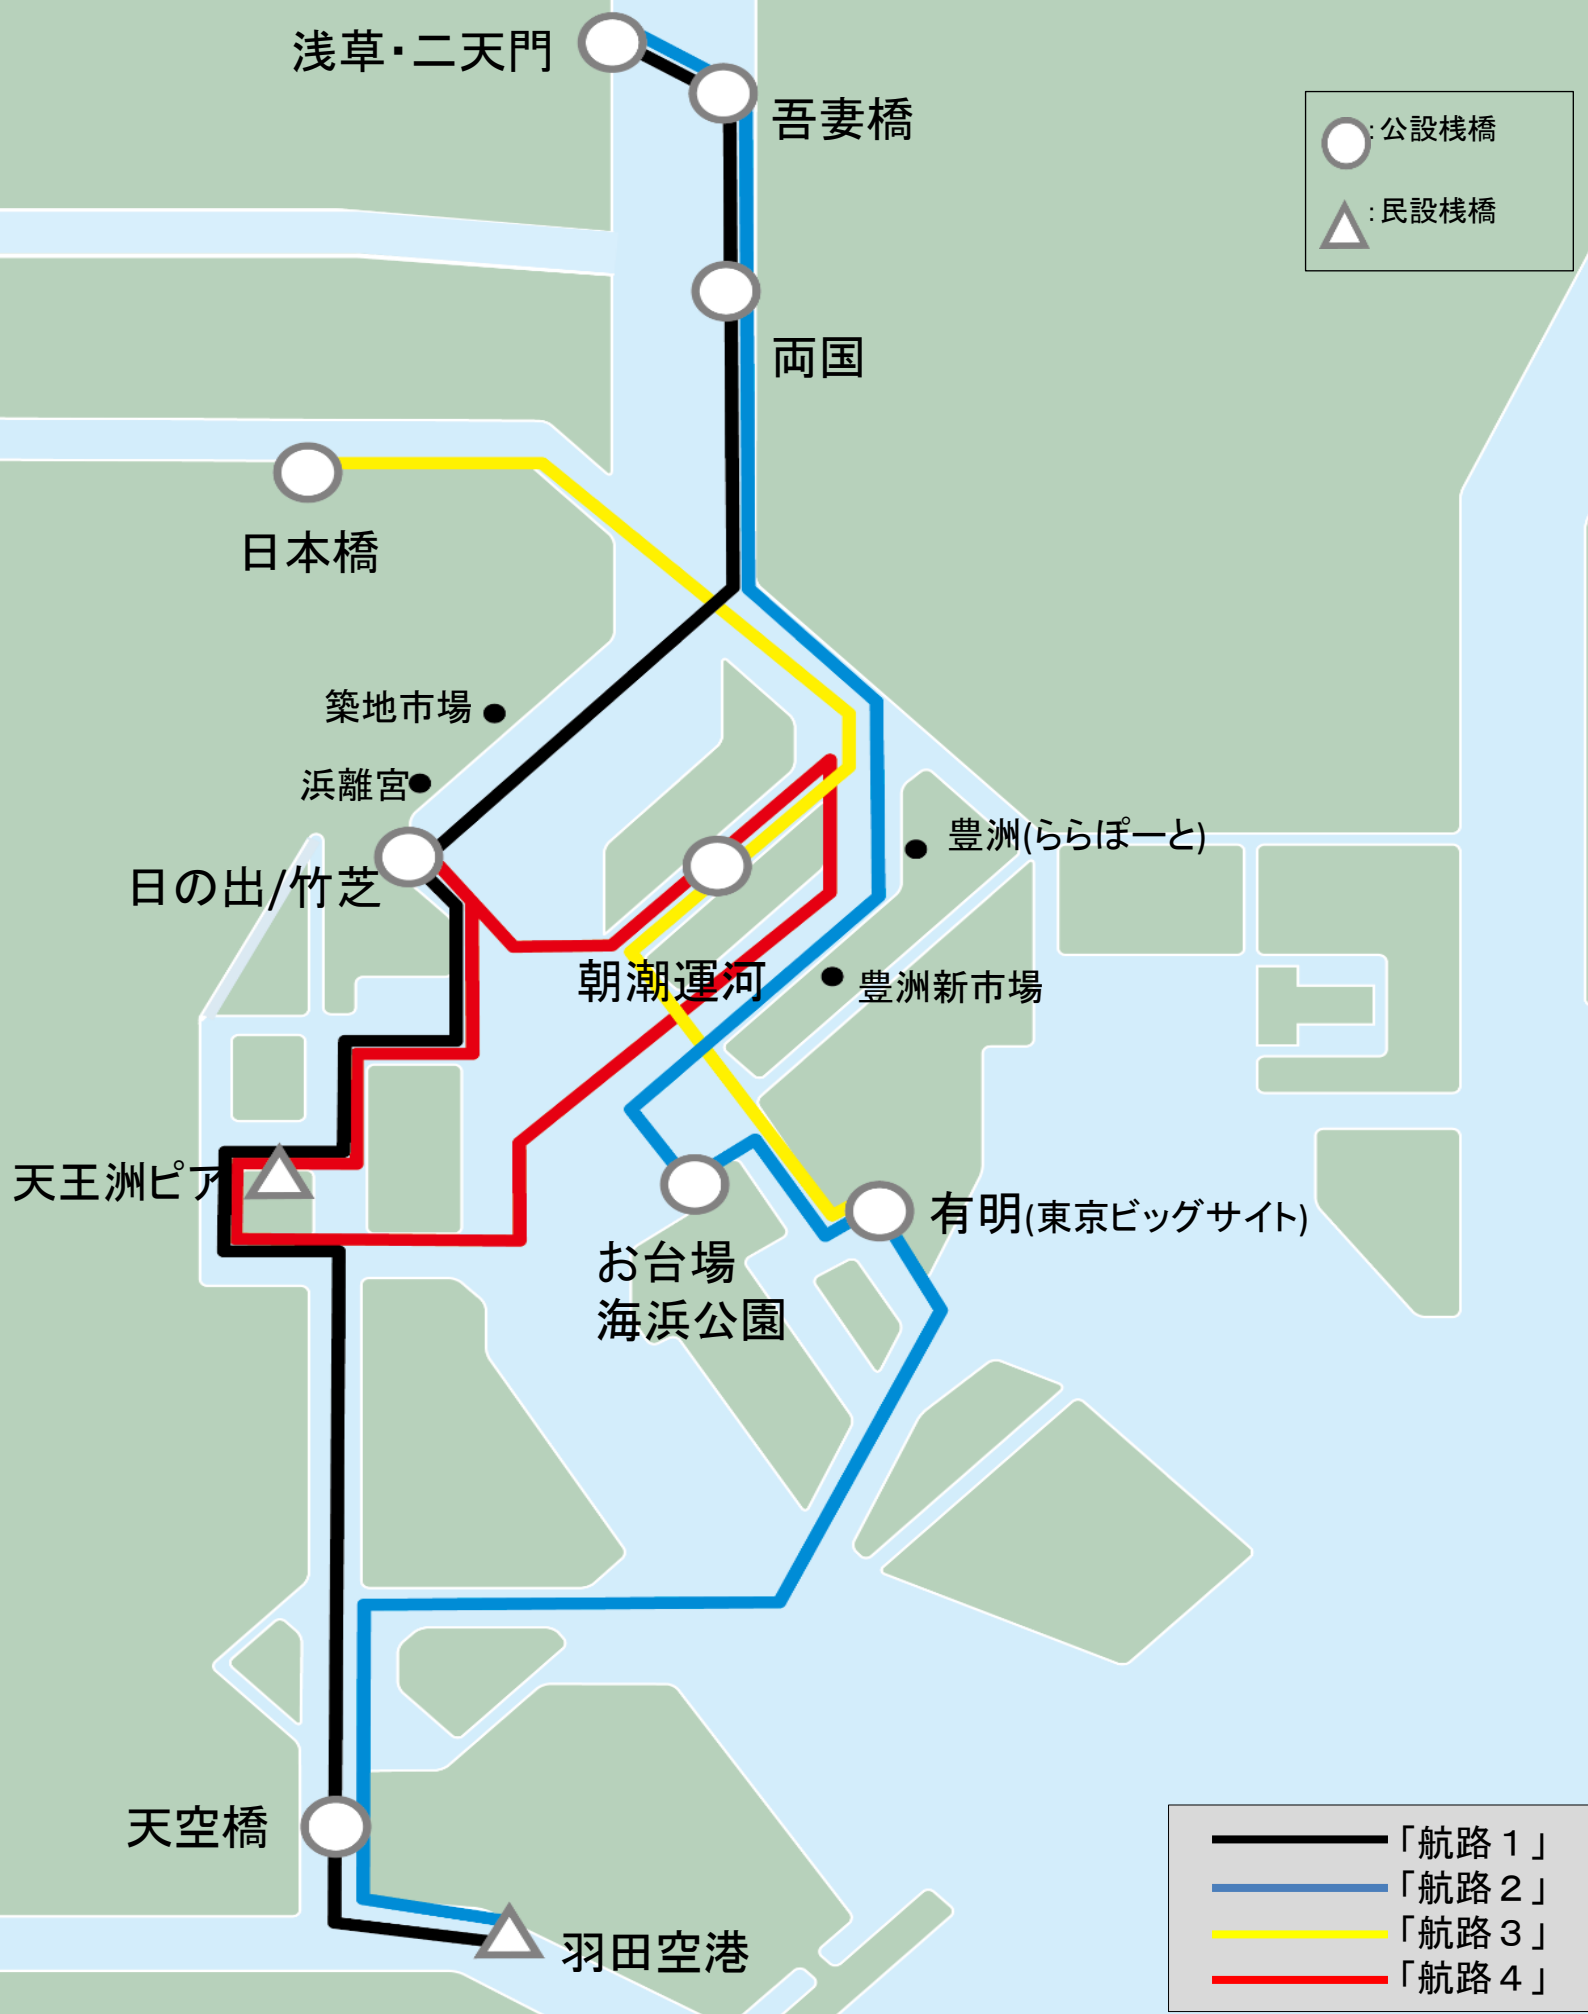 浅草・二天門
吾妻橋
：公設桟橋
：民設桟橋
両国
日本橋
築地市場
浜離宮
豊洲(ららぽーと)
日の出/竹芝
朝潮運河
豊洲新市場
天王洲ピア
有明(東京ビッグサイト)
お台場
海浜公園
天空橋
羽田空港
「航路１」
「航路２」
「航路３」
「航路４」